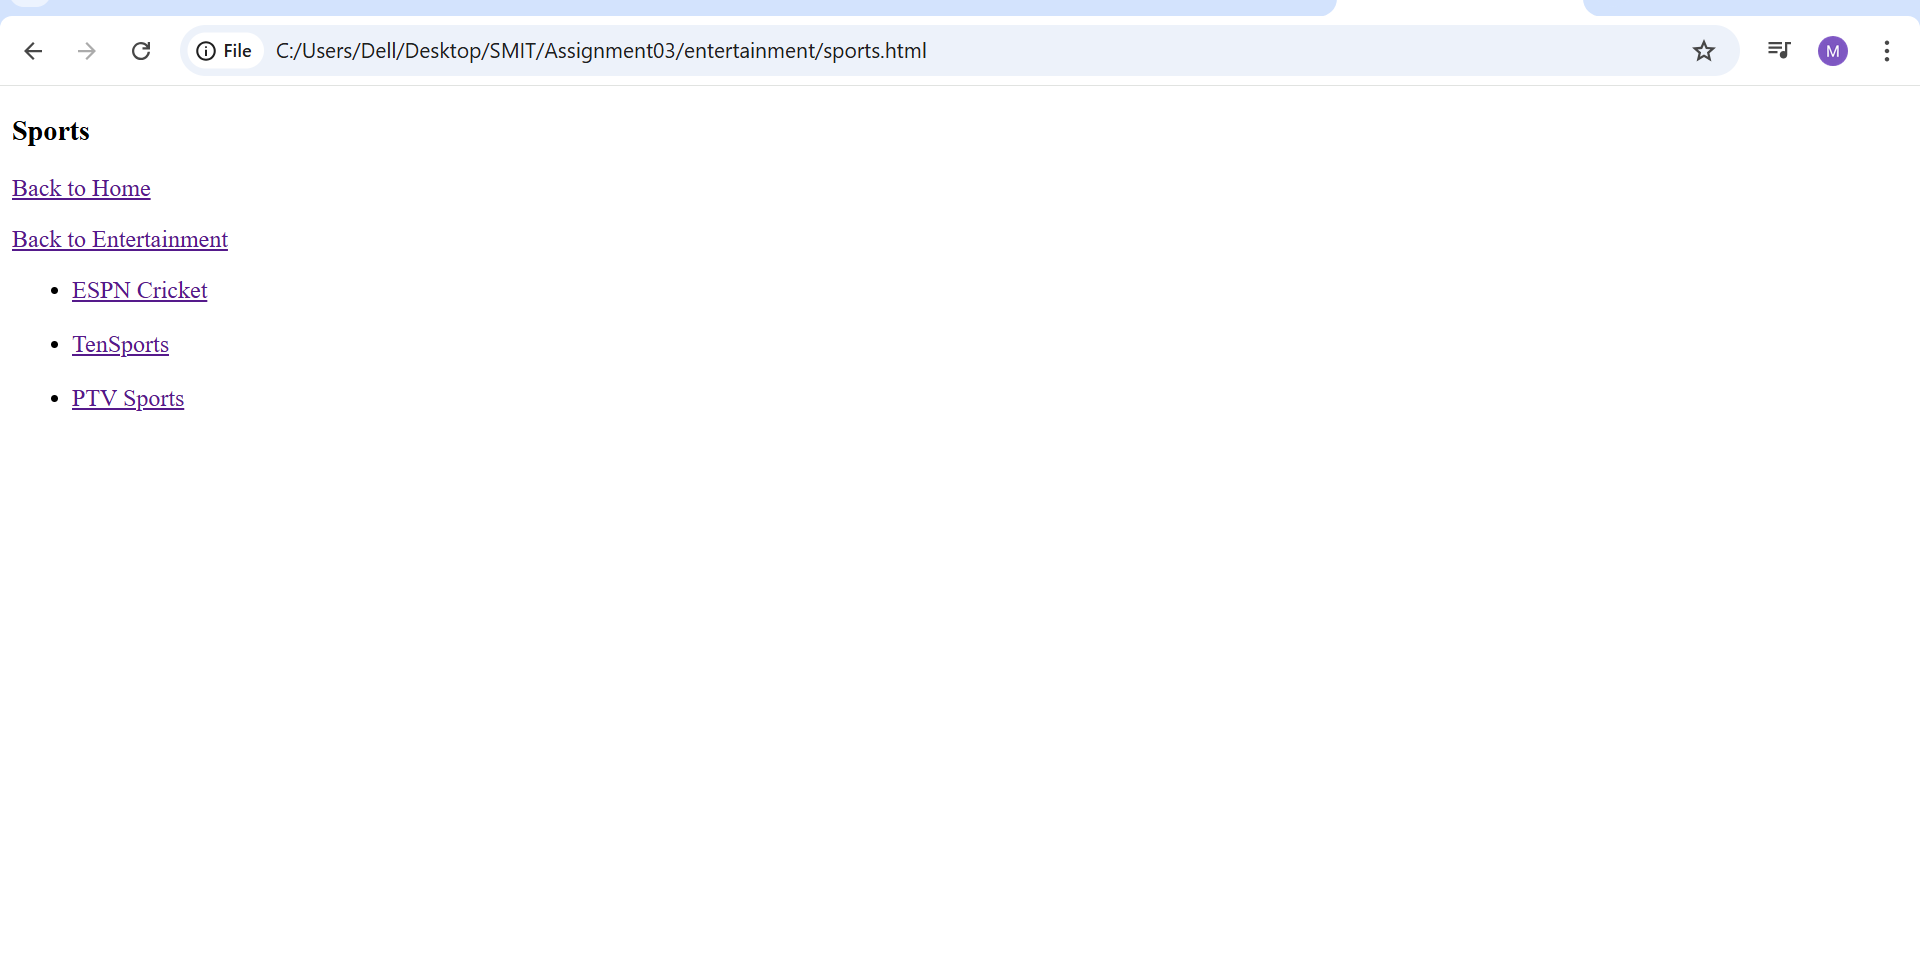 File C:/Users/Dell/Desktop/SMIT/Assignment03/entertainment/sports.html M
Sports
Back to Home
Back to Entertainment
ESPN Cricket
TenSports
PTV Sports